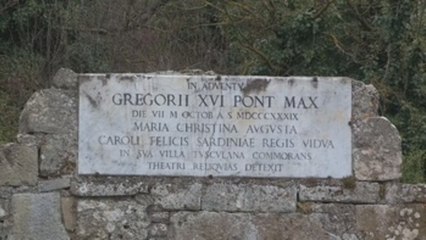 IN ADVENTV
GREGORII XVI PONT MAX
DIE VII M OCTOB A S MDCCCXXXIX
MARIA CHRISTINA AVGVSTA
CAROLI FELICIS SARDINIAE REGIS VIDVA
IN SVA VILLA TVSCVLANA COMMORANS
THEATRI RELIQVIAS DETEXIT